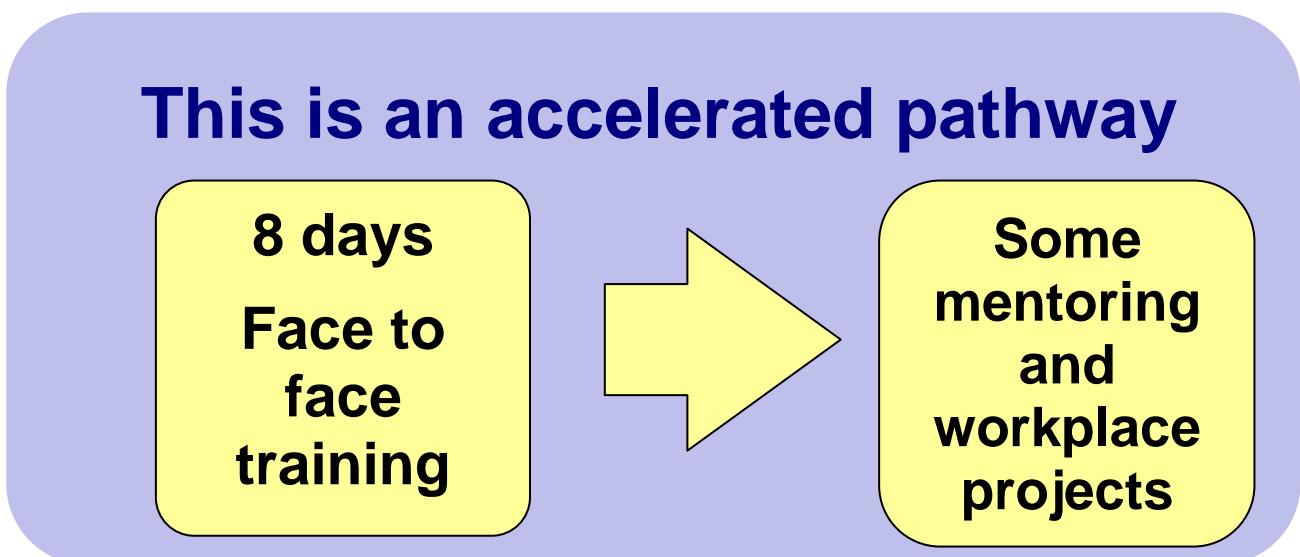 This is an accelerated pathway
8 days
Face to
face
training
Some
mentoring
and
workplace
projects